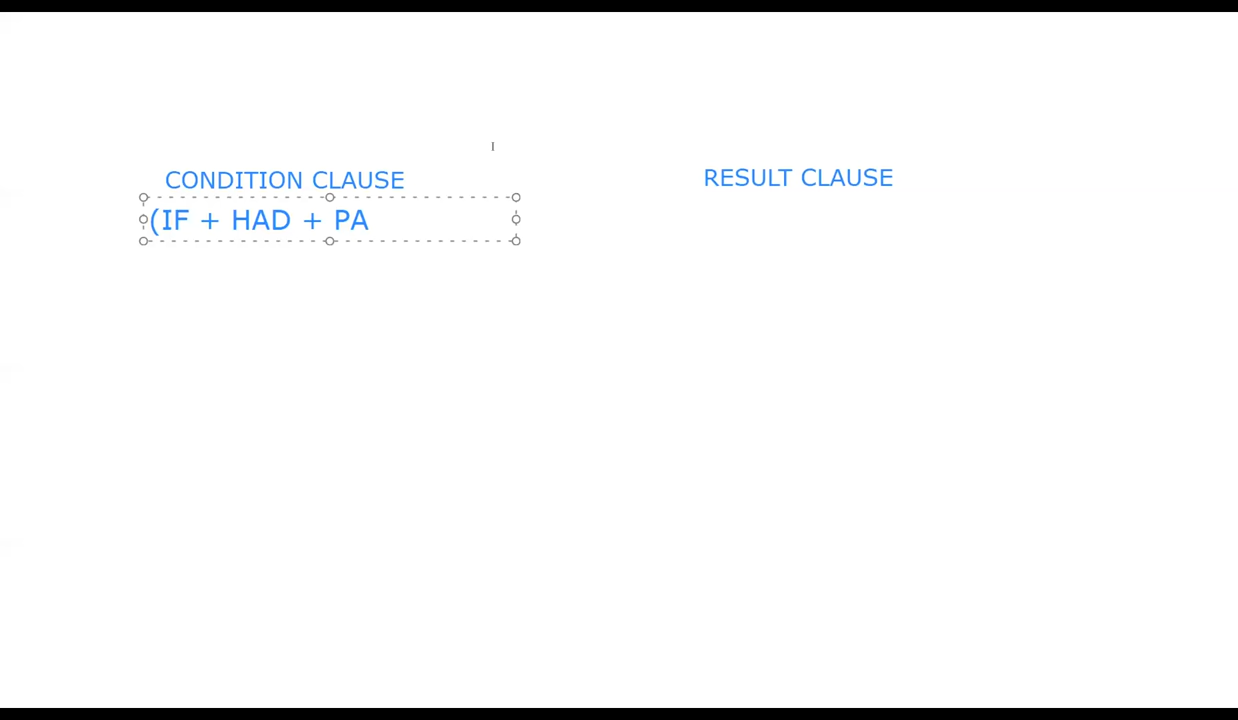 CONDITION CLAUSE
(IF + HAD + PA
RESULT CLAUSE